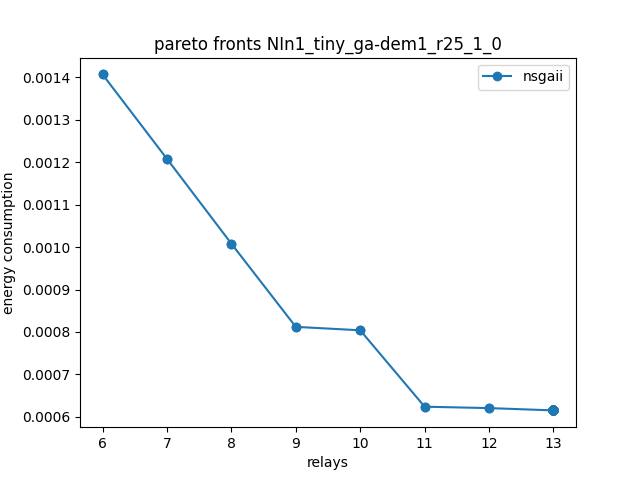 pareto fronts NIn1_tiny_ga-dem1_r25_1_0
nsgaii
energy consumption
0.0014
0.0013
0.0012
0.0011
0.0010
0.0009
0.0008
0.0007
0.0006
6 7 8 9 10 11 12 13
relays